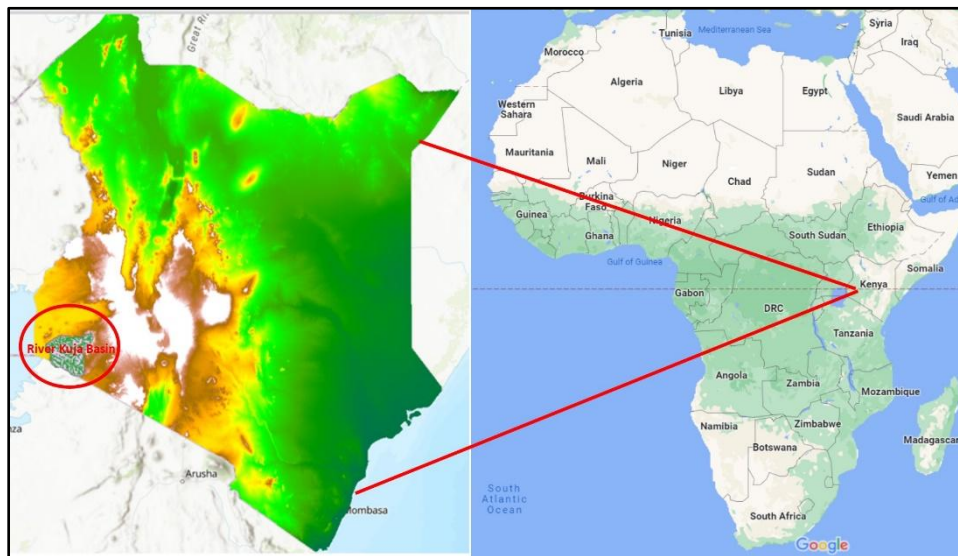 Great Ri
River Kuja Basin
za
Arusha
Mombasa
Mediterranean Sea
Tunisia
Syria
Morocco
Iraq
Algeria
Libya
Egypt
Western
Sahara
Saudi Arabia
Mauritania
Mali
Niger
Chad
Sudan
Yemen
Gulf of Ad
Burkina
Faso
Guinea
Nigeria
Ghana
South Sudan
Ethiopia
Somalia
Gulf of Guinea
Kenya
Gabon
DRC
Tanzania
Angola
Zambia
Mozambique
Zimbabwe
Namibia
Botswana
Madagascar
South
Atlantic
Ocean
South Africa
Google